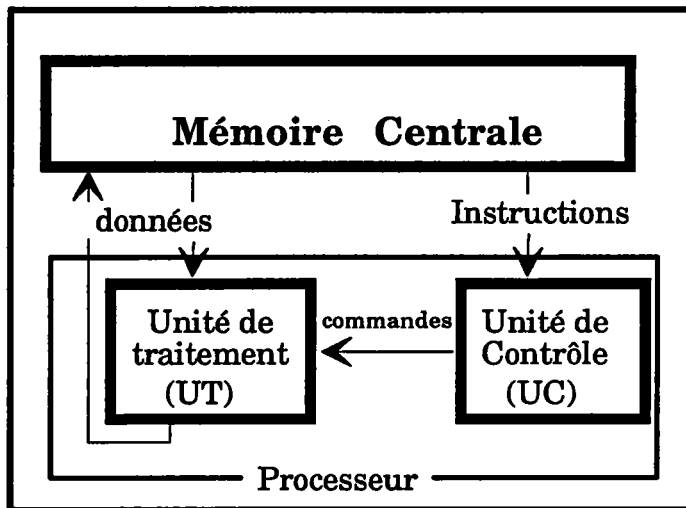 Mémoire Centrale
données
Instructions
Unité de
traitement
(UT)
commandes
Unité de
Contrôle
(UC)
Processeur